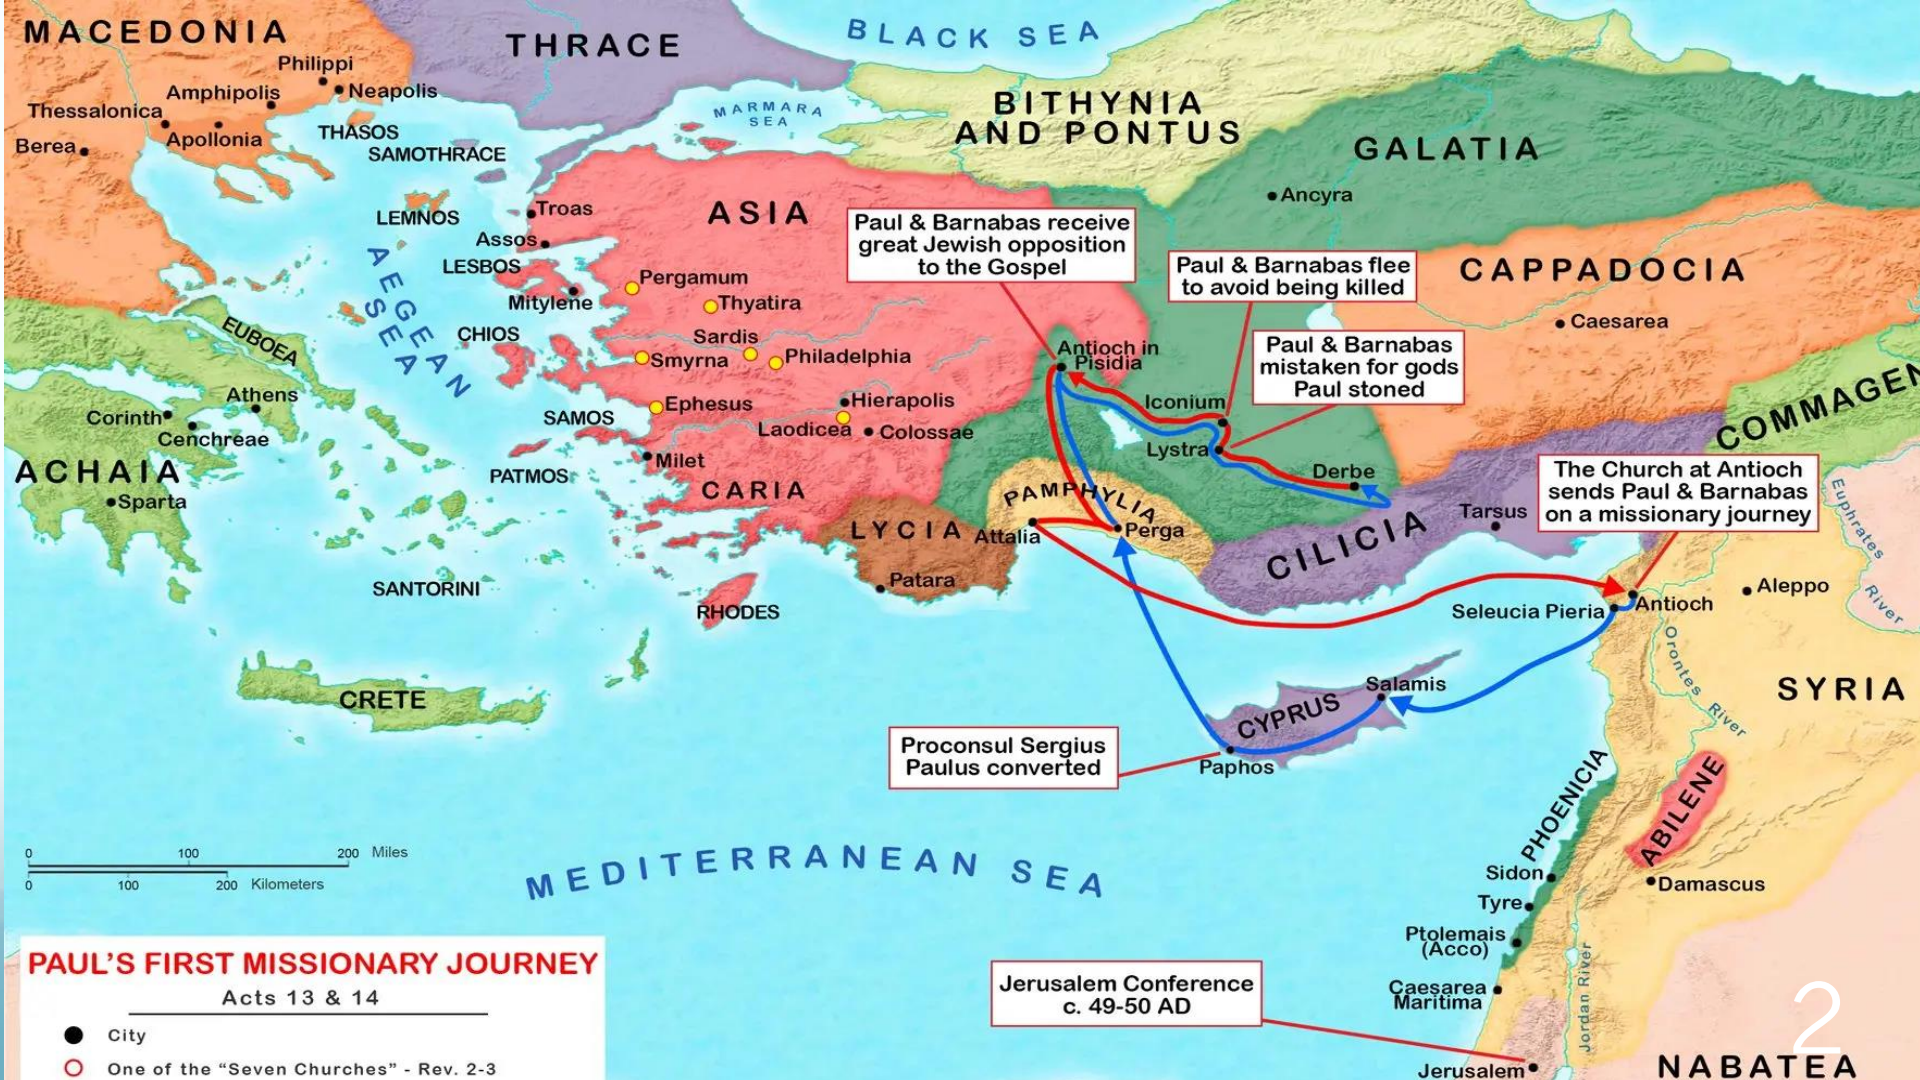 MACEDONIA
THRACE
BLACK SEA
Philippi
Neapolis
Amphipolis
Thessalonica
Apollonia
Berea
THASOS
SAMOTHRACE
MARMARA
SEA
BITHYNIA
AND PONTUS
GALATIA
Ancyra
LEMNOS
Troas
Assos
ASIA
Paul & Barnabas receive
great Jewish opposition
to the Gospel
Paul & Barnabas flee
to avoid being killed
CAPPADOCIA
Caesarea
AEGEAN
SEA
LESBOS
Mitylene
Pergamum
Thyatira
CHIOS
Sardis
Smyrna
Philadelphia
EUBOEA
Antioch in
Pisidia
Paul & Barnabas
mistaken for gods
Paul stoned
COMMAGEN
Athens
Corinth
Cenchreae
SAMOS
Ephesus
Hierapolis
Laodicea
Colossae
Iconium
Lystra
Derbe
ACHAIA
Sparta
PATMOS
Milet
CARIA
PAMPHYLIA
LYCIA
Attalia
Perga
CILICIA
Tarsus
The Church at Antioch
sends Paul & Barnabas
on a missionary journey
Euphrates
River
SANTORINI
Patara
RHODES
Seleucia Pieria
Antioch
Aleppo
Orontes
River
SYRIA
CRETE
CYPRUS
Salamis
Paphos
Proconsul Sergius
Paulus converted
PHOENICIA
ABILENE
0 100 200 Miles
0 100 200 Kilometers
MEDITERRANEAN SEA
Sidon
Damascus
Tyre
Ptolemais
(Acco)
Caesarea
Maritima
Jordan River
Jerusalem Conference
c. 49-50 AD
Jerusalem
NABATEA
2
PAUL'S FIRST MISSIONARY JOURNEY
Acts 13 & 14
City
One of the “Seven Churches” - Rev. 2-3